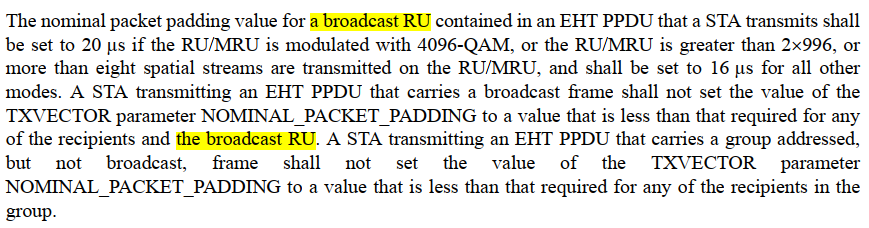 The nominal packet padding value for a broadcast RU contained in an EHT PPDU that a STA transmits shall
be set to 20 μs if the RU/MRU is modulated with 4096-QAM, or the RU/MRU is greater than 2×996, or
more than eight spatial streams are transmitted on the RU/MRU, and shall be set to 16 μs for all other
modes. A STA transmitting an EHT PPDU that carries a broadcast frame shall not set the value of the
TXVECTOR parameter NOMINAL_PACKET_PADDING to a value that is less than that required for any
of the recipients and the broadcast RU. A STA transmitting an EHT PPDU that carries a group addressed,
but not broadcast, frame shall not set the value of the TXVECTOR parameter
NOMINAL_PACKET_PADDING to a value that is less than that required for any of the recipients in the
group.